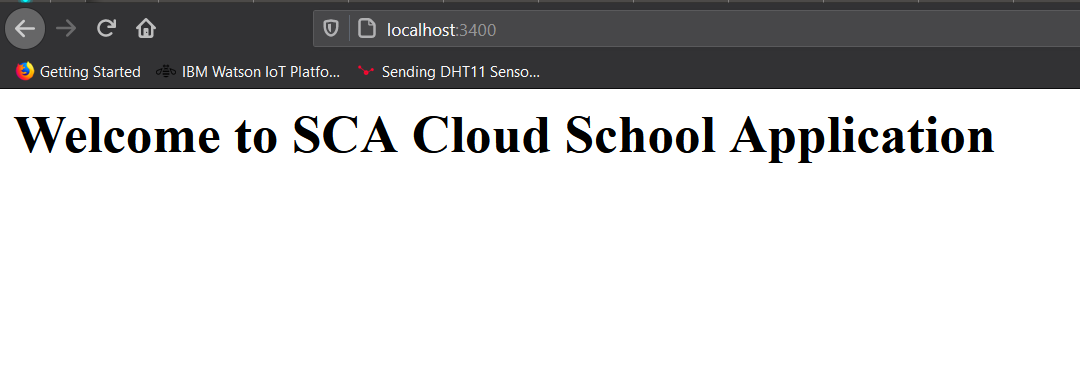 localhost:3400
Getting Started IBM Watson IoT Platfo... Sending DHT11 Senso...
Welcome to SCA Cloud School Application